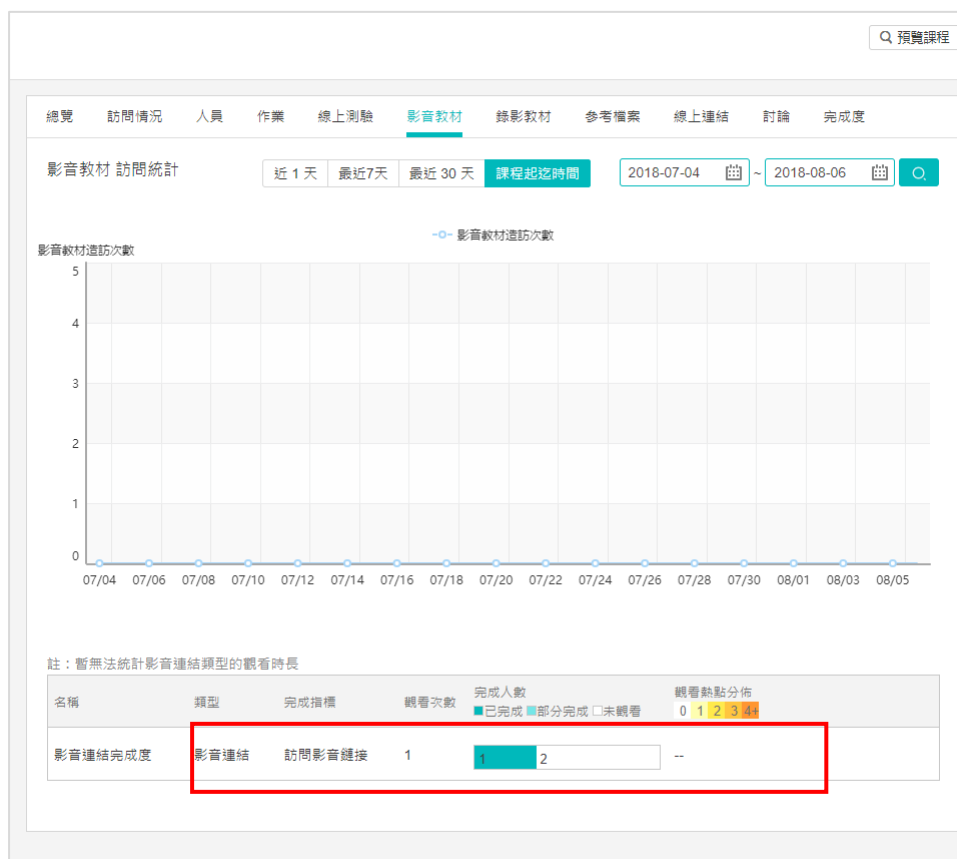 預覽課程
總覽 訪問情況 人員 作業 線上測驗 影音教材 錄影教材 參考檔案 線上連結 討論 完成度
影音教材 訪問統計 近 1 天 最近7天 最近 30 天 課程起迄時間 2018-07-04 ~ 2018-08-06
影音教材造訪次數
影音教材造訪次數
5
4
3
2
1
0
07/04 07/06 07/08 07/10 07/12 07/14 07/16 07/18 07/20 07/22 07/24 07/26 07/28 07/30 08/01 08/03 08/05
註：暫無法統計影音連結類型的觀看時長
名稱 類型 完成指標 觀看次數 完成人數 觀看熱點分佈
已完成 部分完成 未觀看 0 1 2 3 4+
影音連結完成度 影音連結 訪問影音鏈接 1 1 2 --